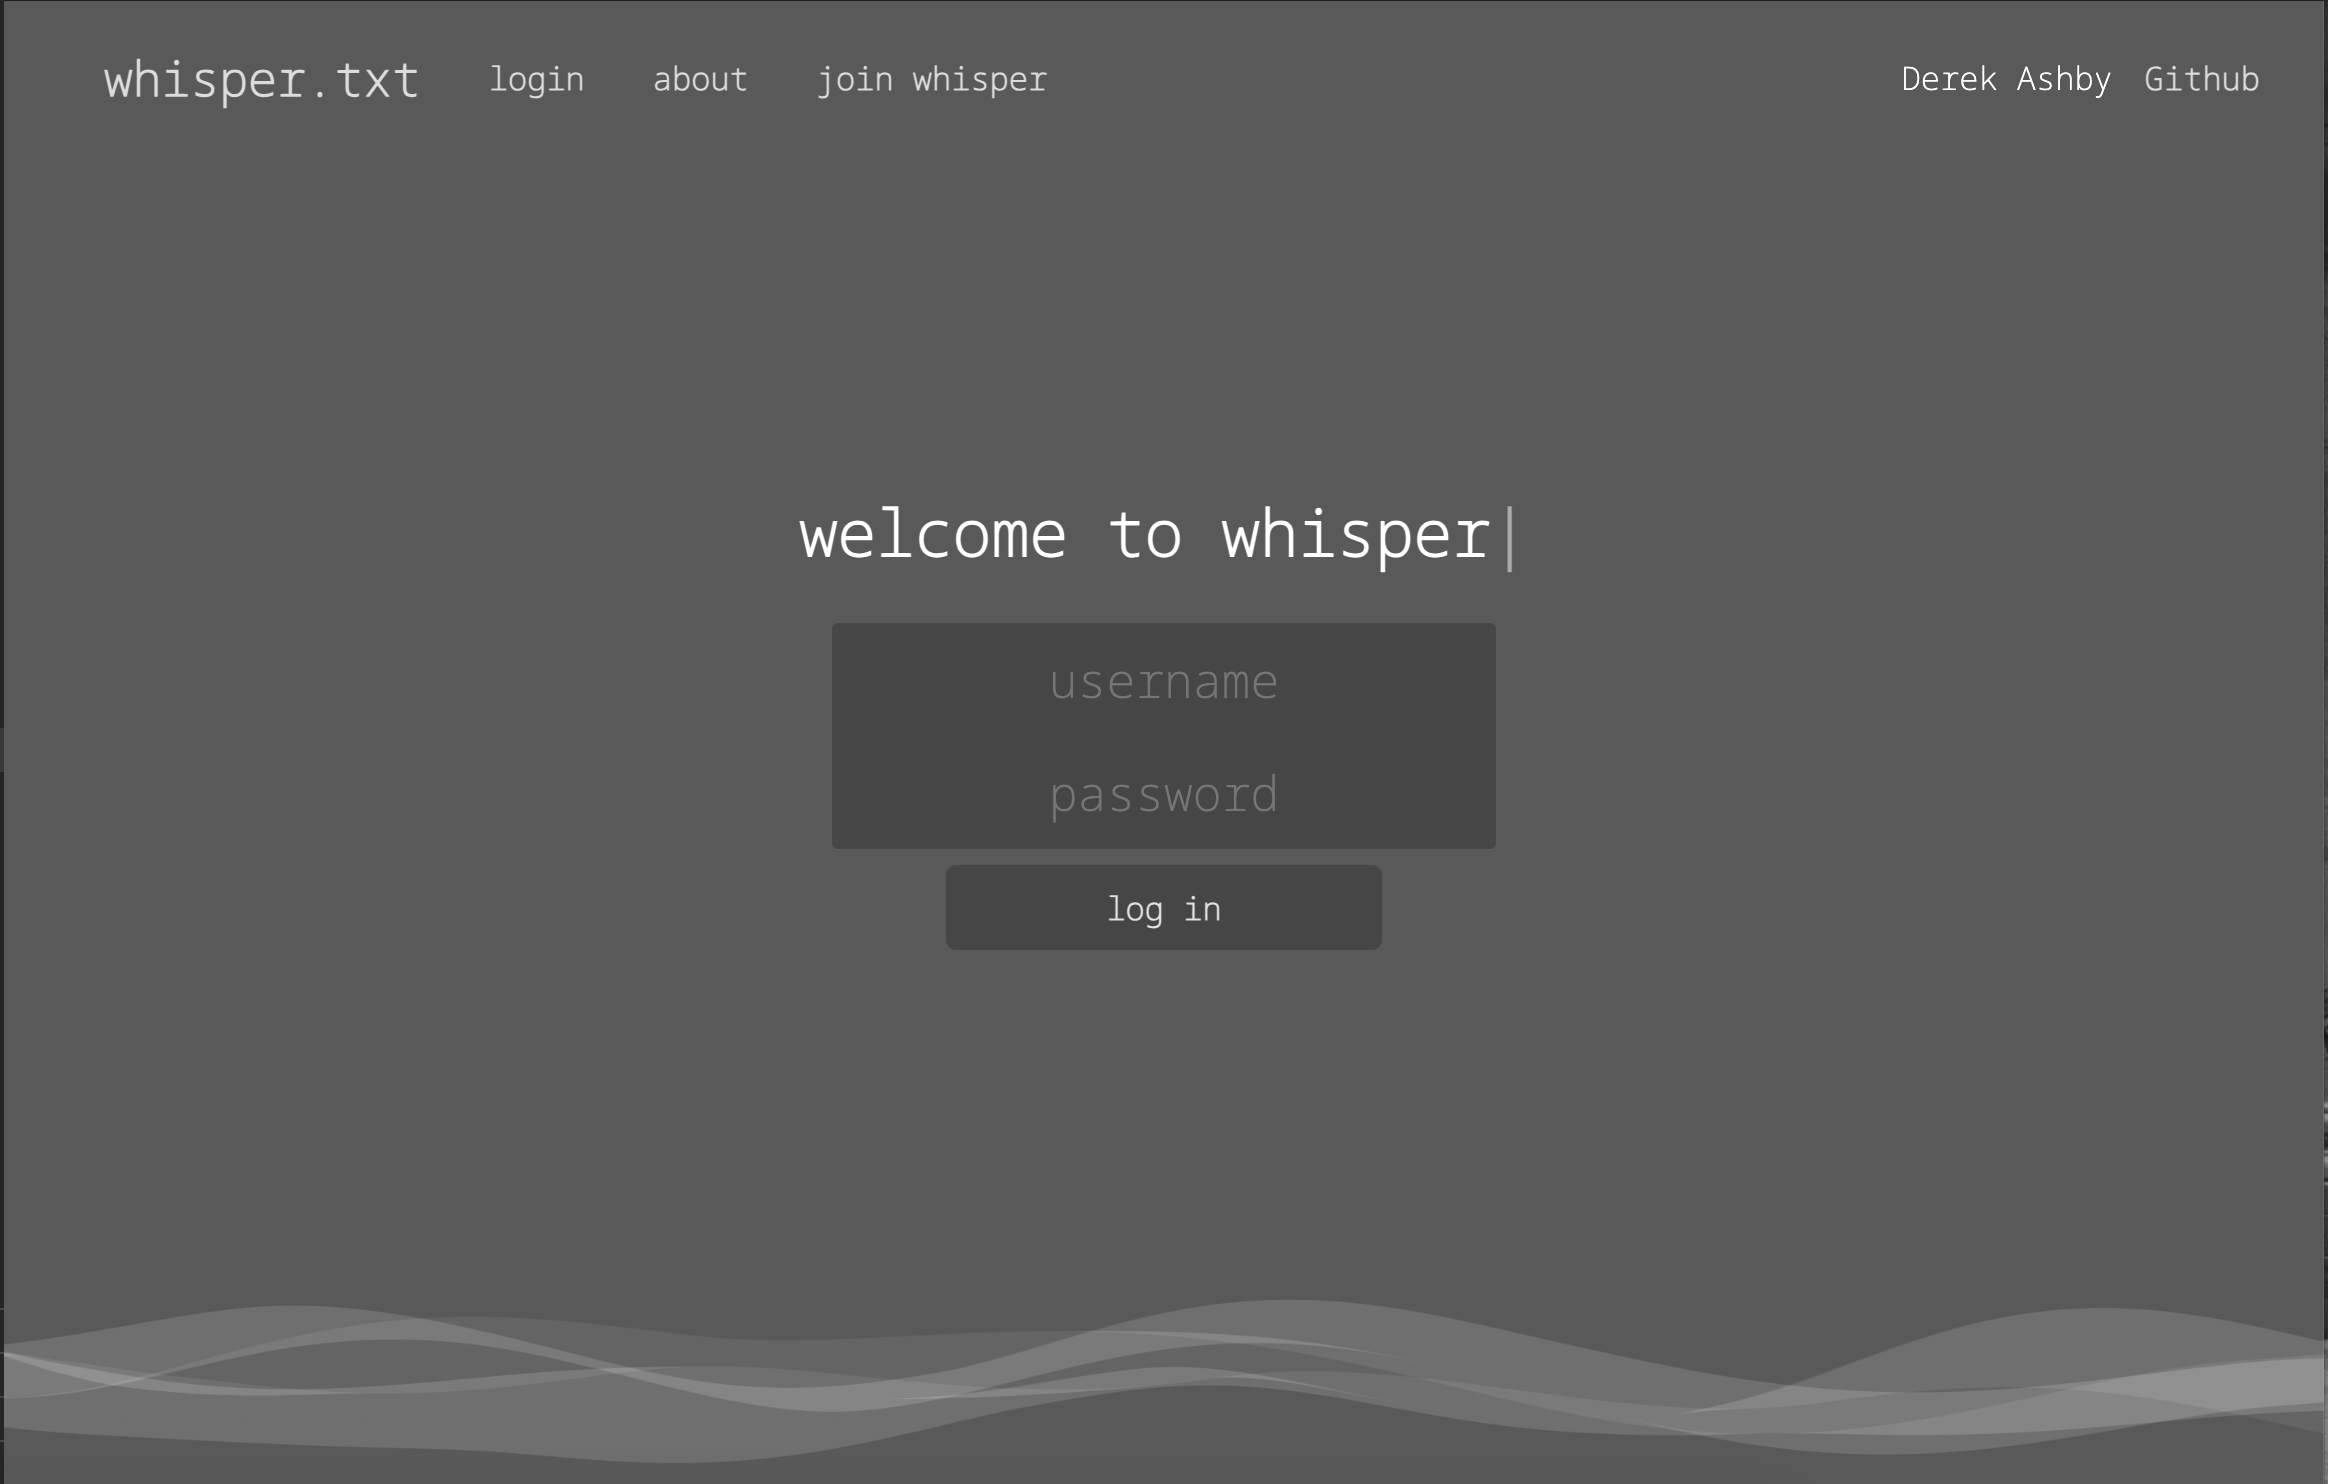 whisper.txt login about join whisper Derek Ashby Github
welcome to whisper|
username
password
log in